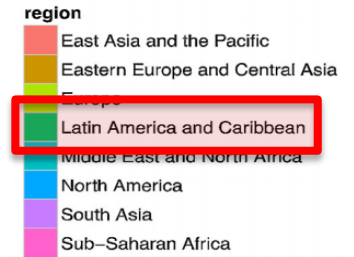 region
East Asia and the Pacific
Eastern Europe and Central Asia
Europe
Latin America and Caribbean
Middle East and North Africa
North America
South Asia
Sub–Saharan Africa